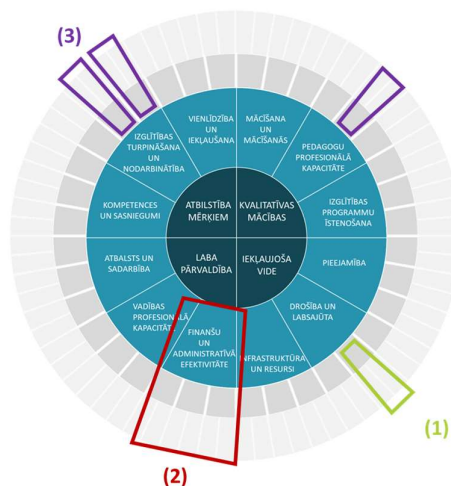 (3)
VIENLĪDZĪBA
UN
IEKĻAUŠANA
MĀCĪŠANA
UN
MĀCĪŠANĀS
IZGLĪTĪBAS
TURPINĀŠANA
UN
NODARBINĀTĪBA
PEDAGOGU
PROFESIONĀLĀ
KAPACITĀTE
KOMPETENCES
UN SASNIEGUMI
ATBILSTĪBA
MĒRĶIEM
KVALITATĪVAS
MĀCĪBAS
IZGLĪTĪBAS
PROGRAMMU
ĪSTENOŠANA
ATBALSTS UN
SADARBĪBA
LABA
PĀRVALDĪBA
IEKĻAUJOŠA
VIDE
PIEEJAMĪBA
VADĪBAS
PROFESIONĀLĀ
KAPACITĀTE
FINANŠU
UN
ADMINISTRATĪVĀ
EFEKTIVITĀTE
INFRASTRUKTŪRA
UN RESURSI
DROŠĪBA UN
LABSAJŪTA
(1)
(2)